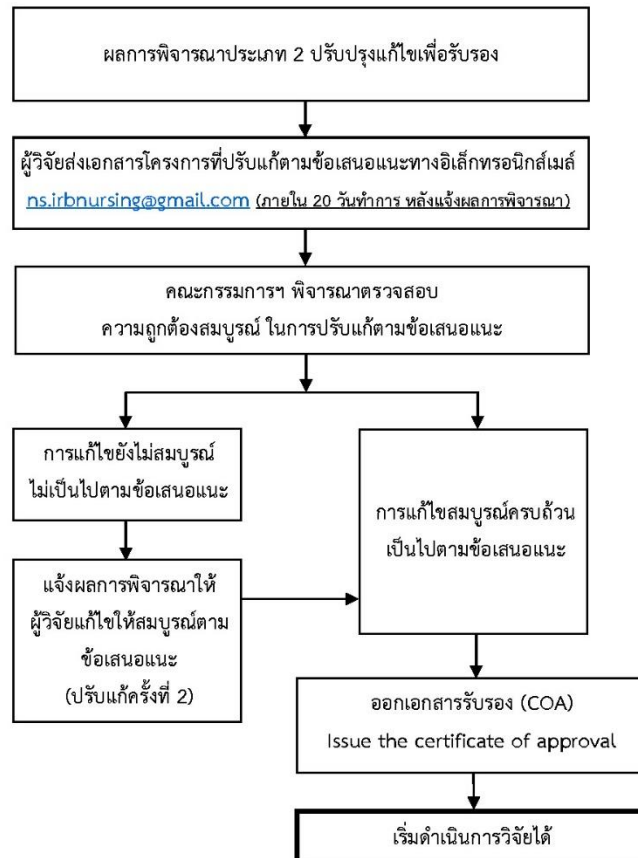 ผลการพิจารณาประเภท 2 ปรับปรุงแก้ไขเพื่อรับรอง
ผู้วิจัยส่งเอกสารโครงการที่ปรับแก้ตามข้อเสนอแนะทางอิเล็กทรอนิกส์เมล์
ns.irbnursing@gmail.com (ภายใน 20 วันทำการ หลังแจ้งผลการพิจารณา)
คณะกรรมการฯ พิจารณาตรวจสอบ
ความถูกต้องสมบูรณ์ ในการปรับแก้ตามข้อเสนอแนะ
การแก้ไขยังไม่สมบูรณ์
ไม่เป็นไปตามข้อเสนอแนะ
แจ้งผลการพิจารณาให้
ผู้วิจัยแก้ไขให้สมบูรณ์ตาม
ข้อเสนอแนะ
(ปรับแก้ครั้งที่ 2)
การแก้ไขสมบูรณ์ครบถ้วน
เป็นไปตามข้อเสนอแนะ
ออกเอกสารรับรอง (COA)
Issue the certificate of approval
เริ่มดำเนินการวิจัยได้